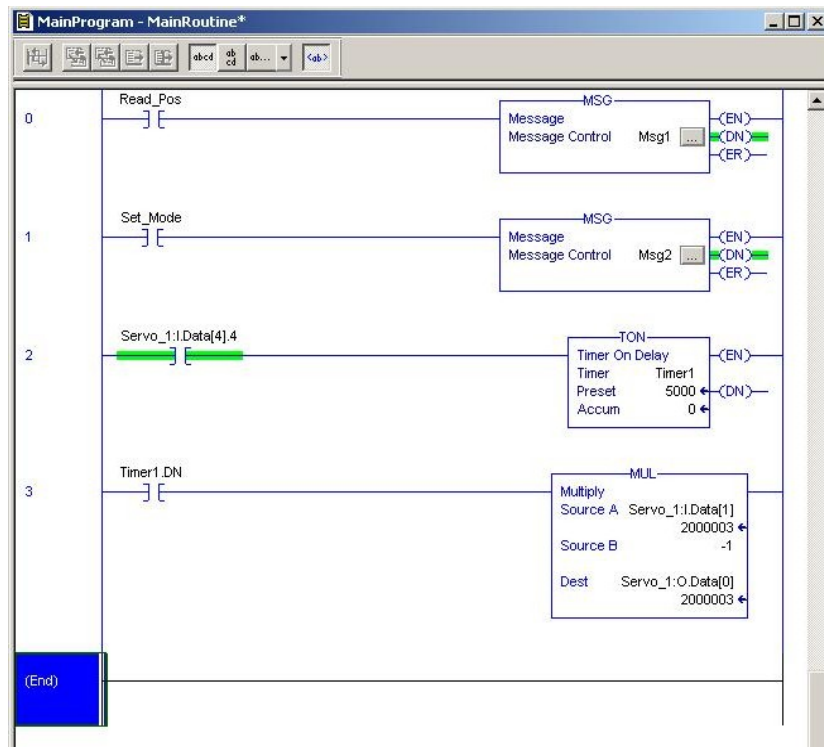 MainProgram - MainRoutine*
abcd ab cd ab... <ab>
0
Read_Pos
MSG
Message
Message Control Msg1 ...
(EN)
(DN)
(ER)
1
Set_Mode
MSG
Message
Message Control Msg2 ...
(EN)
(DN)
(ER)
2
Servo_1:I.Data[4].4
TON
Timer On Delay
Timer Timer1
Preset 5000
Accum 0
(EN)
(DN)
3
Timer1.DN
MUL
Multiply
Source A Servo_1:I.Data[1]
2000003
Source B -1
Dest Servo_1:O.Data[0]
2000003
(End)